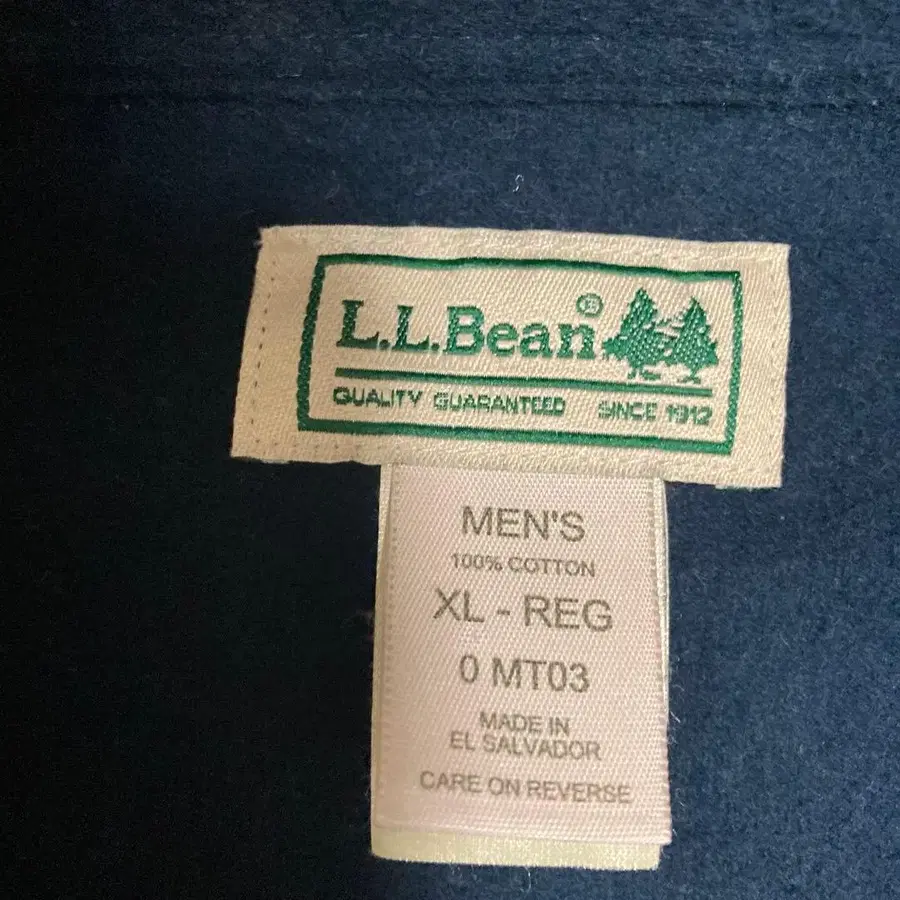 L.L.Bean®
QUALITY GUARANTEED SINCE 1912
MEN'S
100% COTTON
XL - REG
0 MT03
MADE IN
EL SALVADOR
CARE ON REVERSE